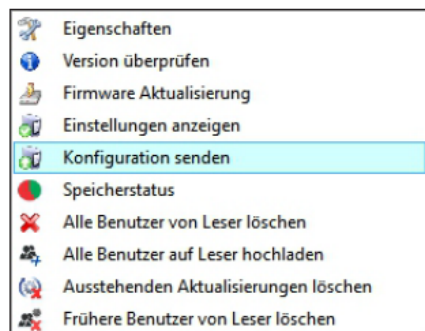 Eigenschaften
Version überprüfen
Firmware Aktualisierung
Einstellungen anzeigen
Konfiguration senden
Speicherstatus
Alle Benutzer von Leser löschen
Alle Benutzer auf Leser hochladen
Ausstehenden Aktualisierungen löschen
Frühere Benutzer von Leser löschen